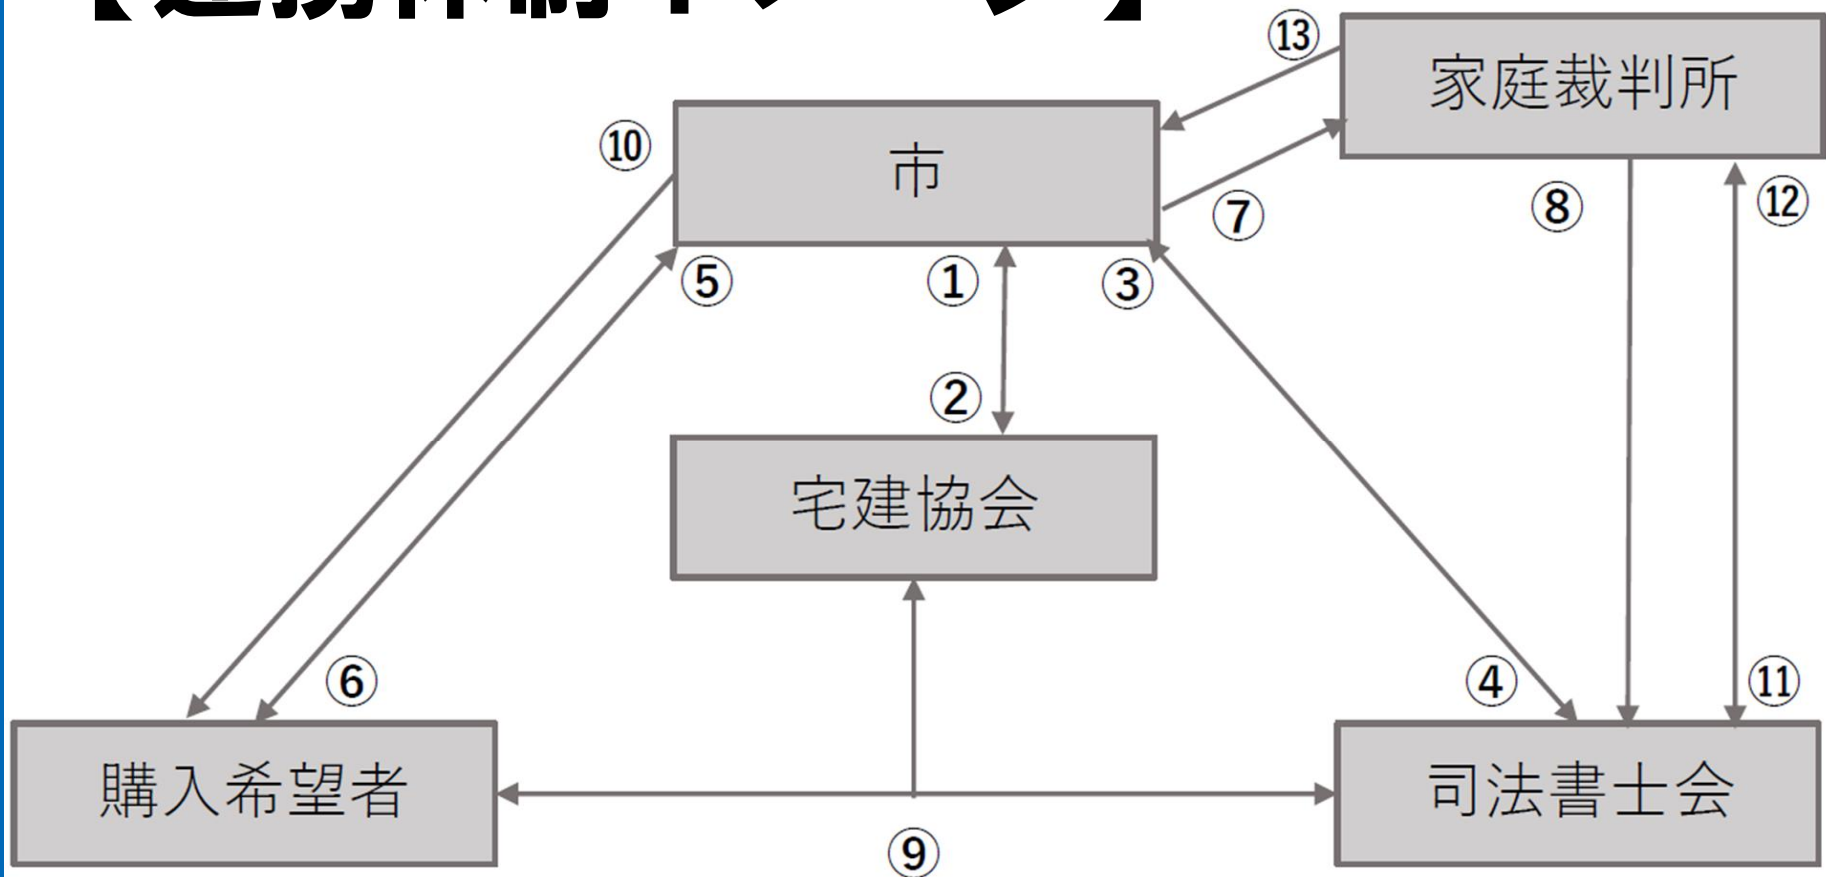 ⑬
家庭裁判所
⑩
市
⑦
⑧
⑫
⑤
①
③
②
宅建協会
⑥
④
⑪
購入希望者
司法書士会
⑨